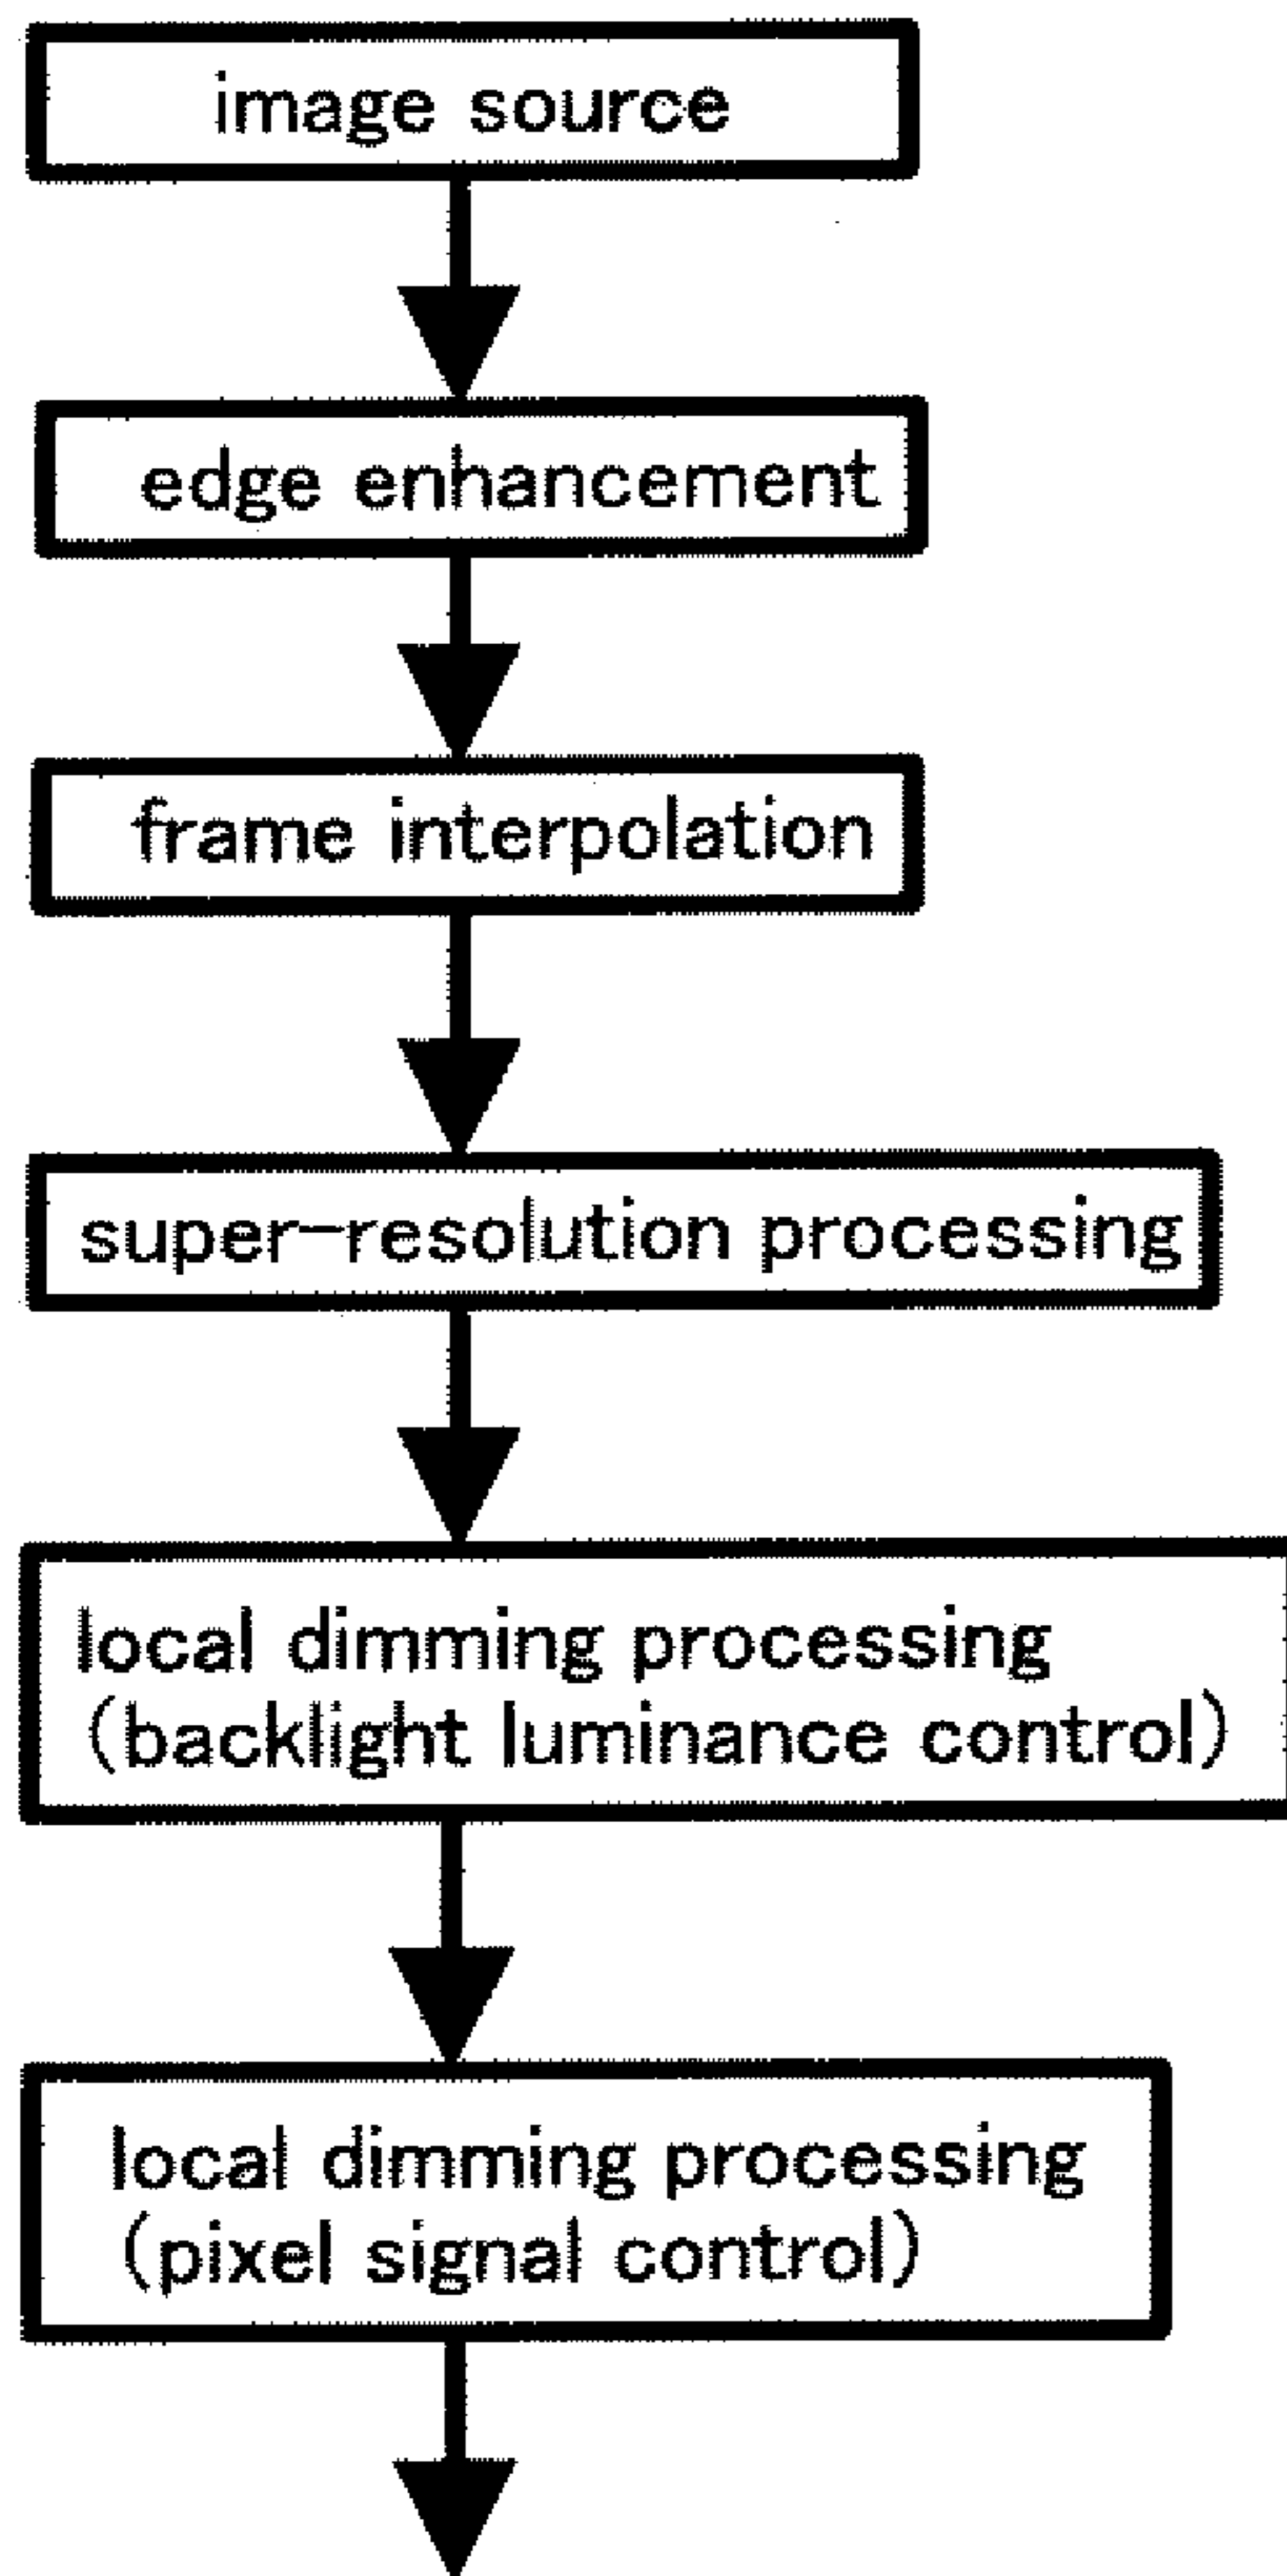 image source
edge enhancement
frame interpolation
super-resolution processing
local dimming processing
(backlight luminance control)
local dimming processing
(pixel signal control)